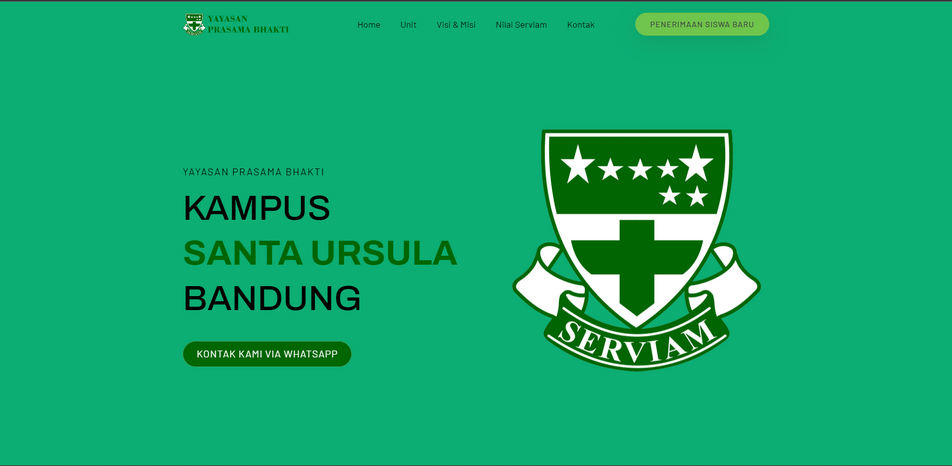 YAYASAN
PRASAMA BHAKTI
Home
Unit
Visi & Misi
Nilai Serviam
Kontak
PENERIMAAN SISWA BARU
YAYASAN PRASAMA BHAKTI
KAMPUS
SANTA URSULA
BANDUNG
KONTAK KAMI VIA WHATSAPP
SERVIAM